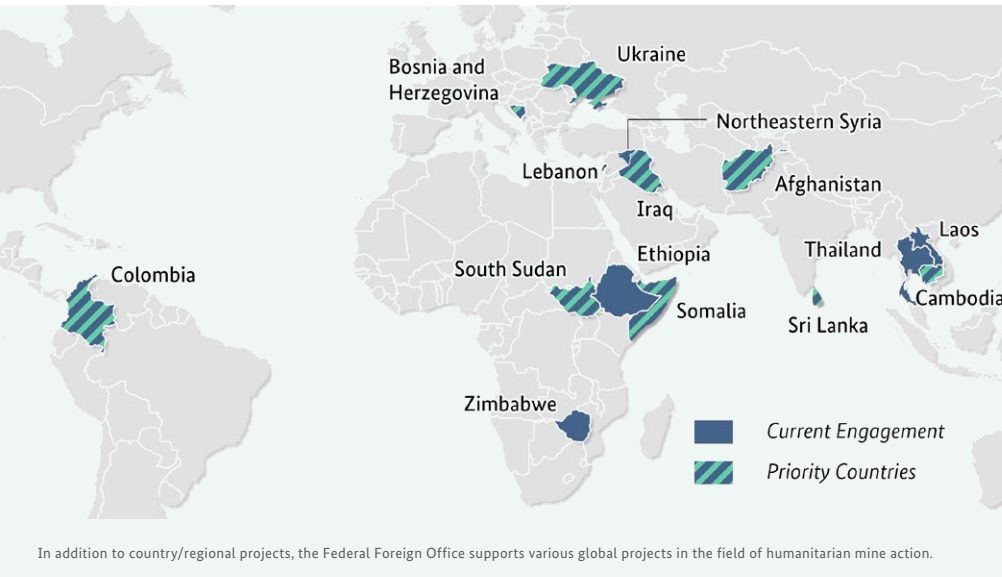 Ukraine
Bosnia and
Herzegovina
Northeastern Syria
Lebanon
Afghanistan
Iraq
Laos
Thailand
Ethiopia
South Sudan
Colombia
Cambodia
Somalia
Sri Lanka
Zimbabwe
Current Engagement
Priority Countries
In addition to country/regional projects, the Federal Foreign Office supports various global projects in the field of humanitarian mine action.